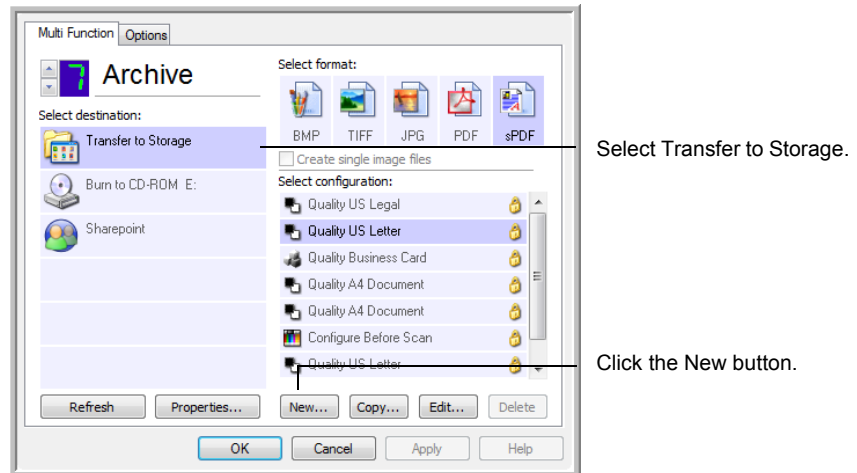 Multi Function
Options
7
Archive
Select destination:
Transfer to Storage
Burn to CD-ROM E:
Sharepoint
Select format:
BMP TIFF JPG PDF sPDF
Create single image files
Select configuration:
Quality US Legal
Quality US Letter
Quality Business Card
Quality A4 Document
Quality A4 Document
Configure Before Scan
Quality US Letter
Refresh
Properties...
New...
Copy...
Edit...
Delete
OK
Cancel
Apply
Help
Select Transfer to Storage.
Click the New button.